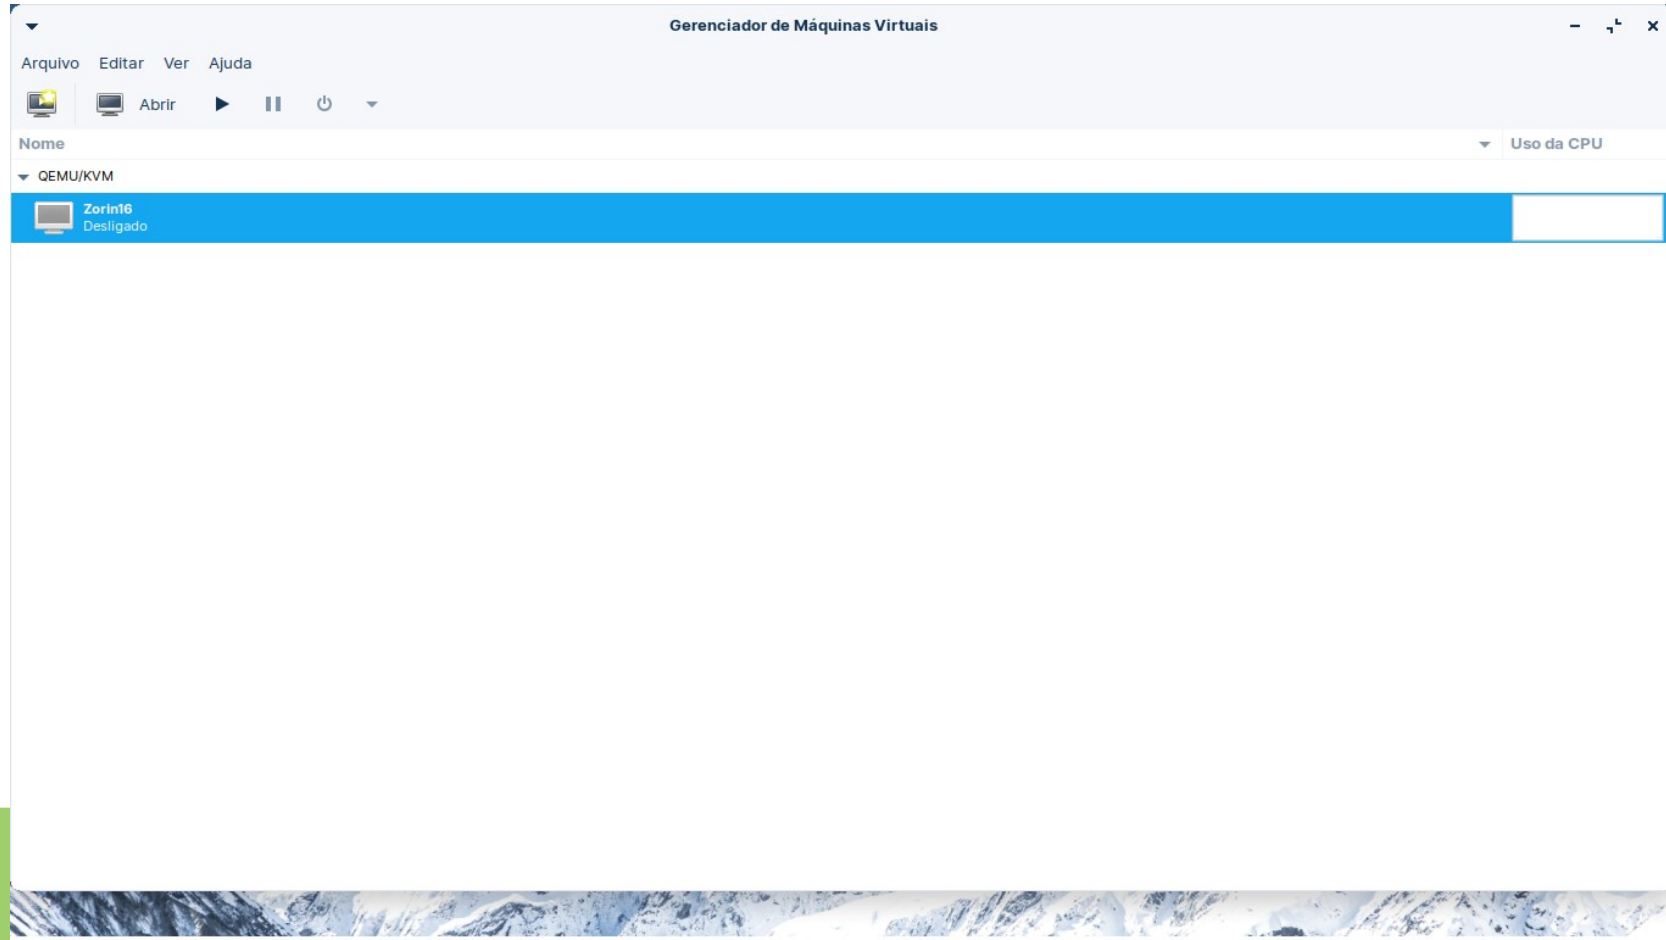 Gerenciador de Máquinas Virtuais
Arquivo Editar Ver Ajuda
Abrir
Nome Uso da CPU
QEMU/KVM
Zorin16
Desligado